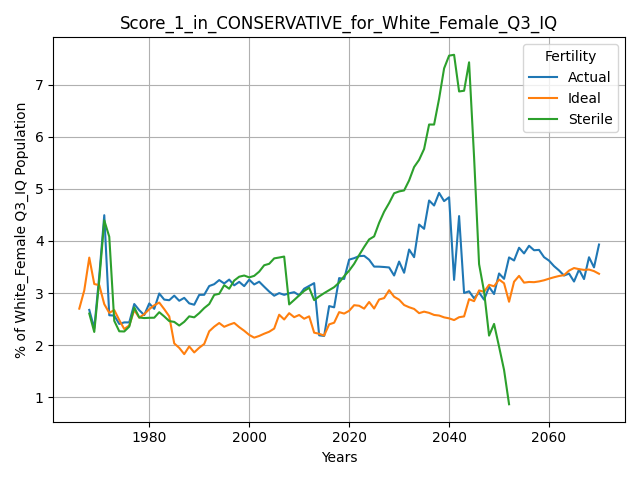 Score_1_in_CONSERVATIVE_for_White_Female_Q3_IQ
% of White_Female Q3_IQ Population
7
6
5
4
3
2
1
Fertility
Actual
Ideal
Sterile
1980 2000 2020 2040 2060
Years